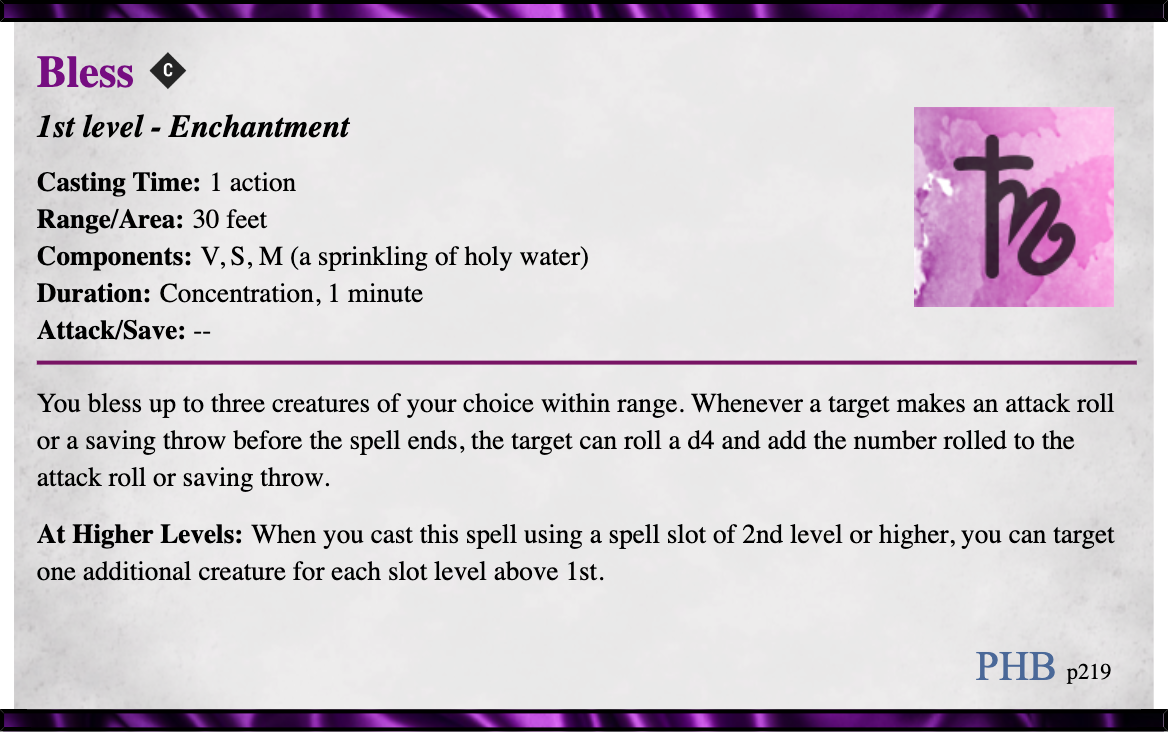 Bless C
1st level - Enchantment
Casting Time: 1 action
Range/Area: 30 feet
Components: V, S, M (a sprinkling of holy water)
Duration: Concentration, 1 minute
Attack/Save: --
You bless up to three creatures of your choice within range. Whenever a target makes an attack roll
or a saving throw before the spell ends, the target can roll a d4 and add the number rolled to the
attack roll or saving throw.
At Higher Levels: When you cast this spell using a spell slot of 2nd level or higher, you can target
one additional creature for each slot level above 1st.
PHB p219